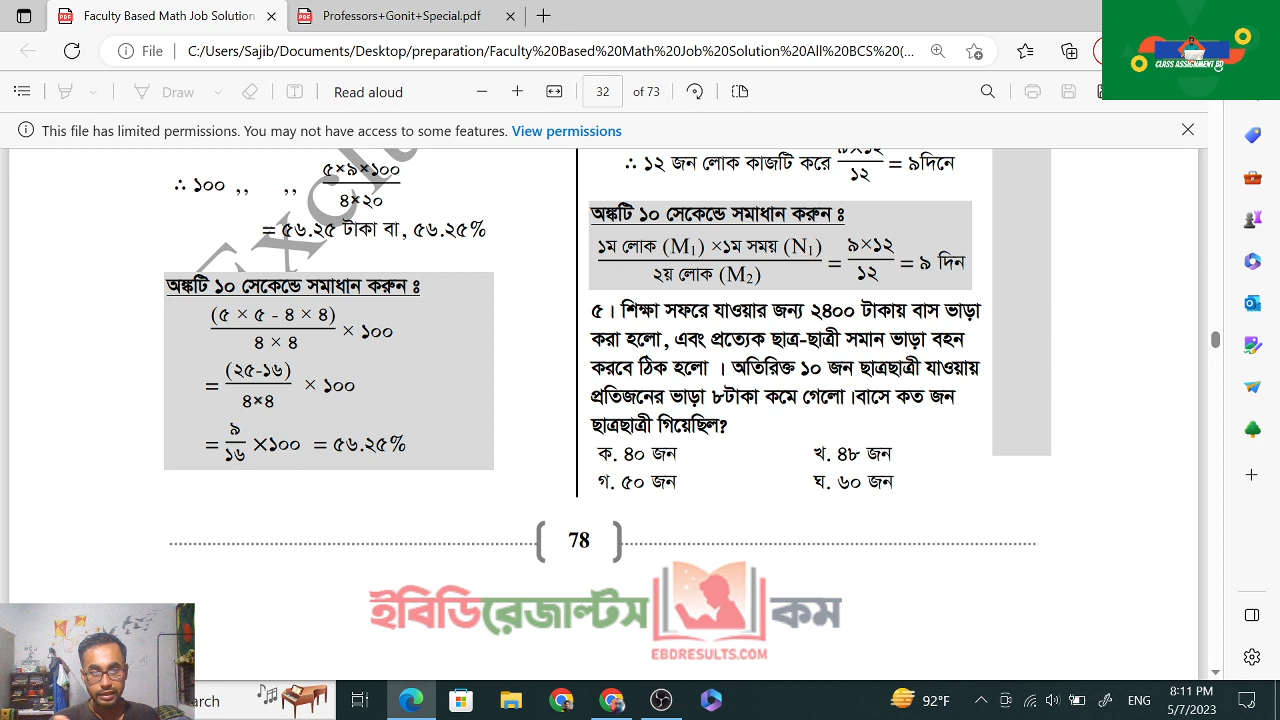 Faculty Based Math Job Solution
Professors+Gonit+Special.pdf
File
C:/Users/Sajib/Documents/Desktop/preparation/Faculty%20Based%20Math%20Job%20Solution%20All%20BCS%20(...
CLASS ASSIGNMENT BD
Draw
Read aloud
32
of 73
This file has limited permissions. You may not have access to some features. View permissions
∴ ১০০ ,, ,, ৫×৯×১০০ / ৪×২০
= ৫৬.২৫ টাকা বা, ৫৬.২৫%
অঙ্কটি ১০ সেকেন্ডে সমাধান করুন ঃ
(৫ × ৫ - ৪ × ৪) / ৪ × ৪ × ১০০
= (২৫-১৬) / ৪×৪ × ১০০
= ৯ / ১৬ ×১০০ = ৫৬.২৫%
∴ ১২ জন লোক কাজটি করে ৯×১২ / ১২ = ৯দিনে
অঙ্কটি ১০ সেকেন্ডে সমাধান করুন ঃ
১ম লোক (M₁) ×১ম সময় (N₁) / ২য় লোক (M₂) = ৯×১২ / ১২ = ৯ দিন
৫। শিক্ষা সফরে যাওয়ার জন্য ২৪০০ টাকায় বাস ভাড়া
করা হলো, এবং প্রত্যেক ছাত্র-ছাত্রী সমান ভাড়া বহন
করবে ঠিক হলো । অতিরিক্ত ১০ জন ছাত্রছাত্রী যাওয়ায়
প্রতিজনের ভাড়া ৮টাকা কমে গেলো।বাসে কত জন
ছাত্রছাত্রী গিয়েছিল?
ক. ৪০ জন খ. ৪৮ জন
গ. ৫০ জন ঘ. ৬০ জন
78
ইবিডিরেজাল্টস কম
EBDRESULTS.COM
arch
92°F
ENG
8:11 PM
5/7/2023